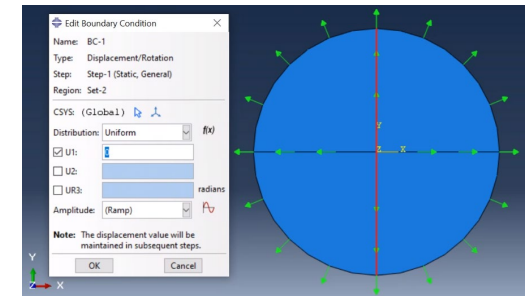 Edit Boundary Condition
Name: BC-1
Type: Displacement/Rotation
Step: Step-1 (Static, General)
Region: Set-2
CSYS: (Global)
Distribution: Uniform f(x)
U1: 0
U2:
UR3: radians
Amplitude: (Ramp)
Note: The displacement value will be
maintained in subsequent steps.
OK Cancel
Y
Z X
Y
Z X